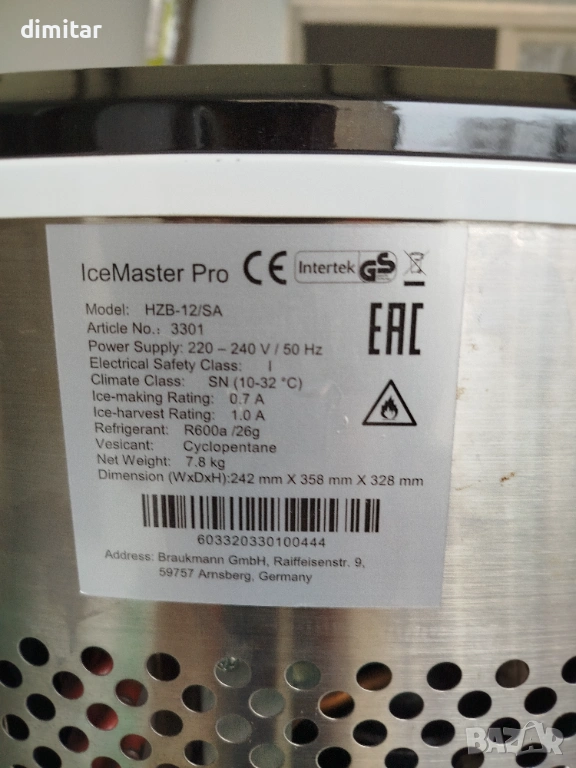 dimitar
IceMaster Pro CE Intertek GS
Model: HZB-12/SA
Article No.: 3301
EAC
Power Supply: 220 – 240 V / 50 Hz
Electrical Safety Class: I
Climate Class: SN (10-32 °C)
Ice-making Rating: 0.7 A
Ice-harvest Rating: 1.0 A
Refrigerant: R600a /26g
Vesicant: Cyclopentane
Net Weight: 7.8 kg
Dimension (WxDxH):242 mm X 358 mm X 328 mm
603320330100444
Address: Braukmann GmbH, Raiffeisenstr. 9,
59757 Arnsberg, Germany
BAZAR